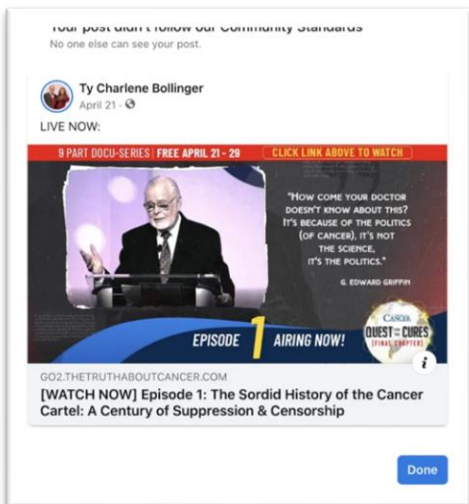 Your post didn't follow our Community Standards
No one else can see your post.
Ty Charlene Bollinger
April 21 ·
LIVE NOW:
9 PART DOCU-SERIES | FREE APRIL 21 - 29
CLICK LINK ABOVE TO WATCH
"HOW COME YOUR DOCTOR
DOESN'T KNOW ABOUT THIS?
IT'S BECAUSE OF THE POLITICS
(OF CANCER), IT'S NOT
THE SCIENCE,
IT'S THE POLITICS."
G. EDWARD GRIFFIN
EPISODE 1 AIRING NOW!
CANCER
QUEST FOR THE CURES
[FINAL CHAPTER]
i
GO2.THETRUTHABOUTCANCER.COM
[WATCH NOW] Episode 1: The Sordid History of the Cancer
Cartel: A Century of Suppression & Censorship
Done